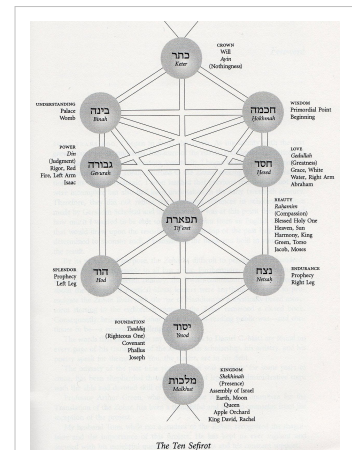 כתר
Keter
CROWN
Will
Ayin
(Nothingness)
בינה
Binah
UNDERSTANDING
Palace
Womb
חכמה
Hokhmah
WISDOM
Primordial Point
Beginning
גבורה
Gevurah
POWER
Din
(Judgment)
Rigor, Red
Fire, Left Arm
Isaac
חסד
Hesed
LOVE
Gedullah
(Greatness)
Grace, White
Water, Right Arm
Abraham
תפארת
Tif'eret
BEAUTY
Rahamim
(Compassion)
Blessed Holy One
Heaven, Sun
Harmony, King
Green, Torso
Jacob, Moses
הוד
Hod
SPLENDOR
Prophecy
Left Leg
נצח
Netsah
ENDURANCE
Prophecy
Right Leg
יסוד
Yesod
FOUNDATION
Tsaddiq
(Righteous One)
Covenant
Phallus
Joseph
מלכות
Malkhut
KINGDOM
Shekhinah
(Presence)
Assembly of Israel
Earth, Moon
Queen
Apple Orchard
King David, Rachel
The Ten Sefirot